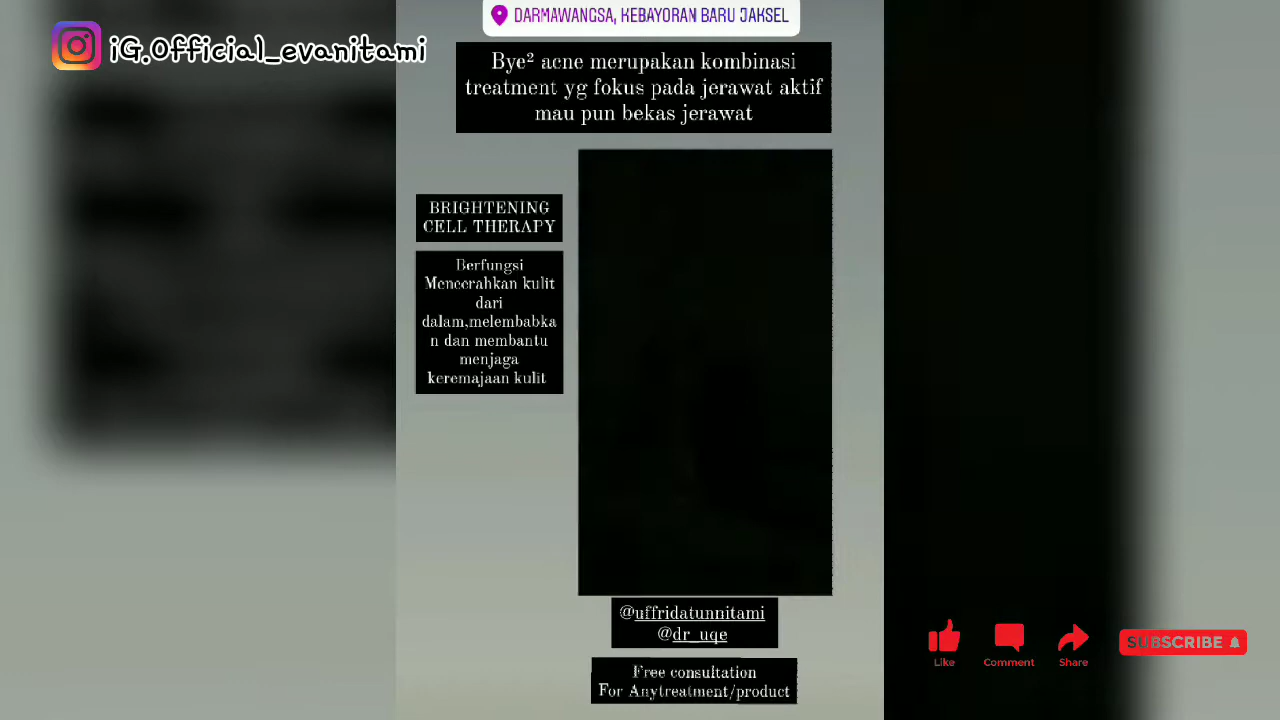 DARMAWANGSA, KEBAYORAN BARU JAKSEL
iG.Official_evanitami
Bye² acne merupakan kombinasi
treatment yg fokus pada jerawat aktif
mau pun bekas jerawat
BRIGHTENING
CELL THERAPY
Berfungsi
Mencerahkan kulit
dari
dalam,melembabka
n dan membantu
menjaga
keremajaan kulit
@uffridatunnitami
@dr_uqe
Free consultation
For Anytreatment/product
Like
Comment
Share
SUBSCRIBE